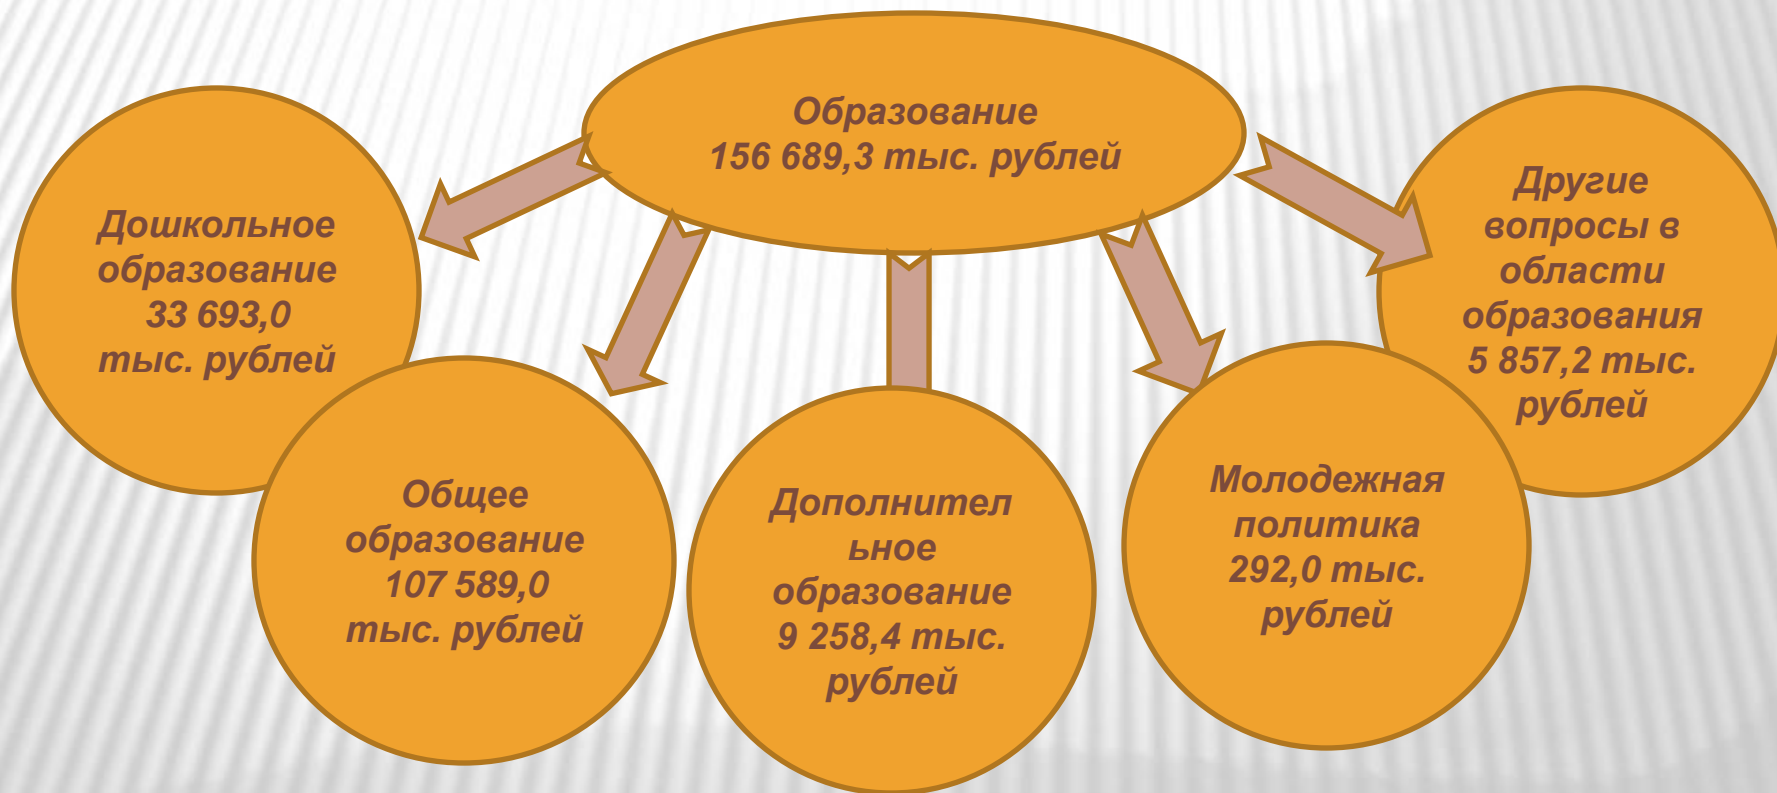 Образование
156 689,3 тыс. рублей
Дошкольное
образование
33 693,0
тыс. рублей
Общее
образование
107 589,0
тыс. рублей
Дополнител
ьное
образование
9 258,4 тыс.
рублей
Молодежная
политика
292,0 тыс.
рублей
Другие
вопросы в
области
образования
5 857,2 тыс.
рублей